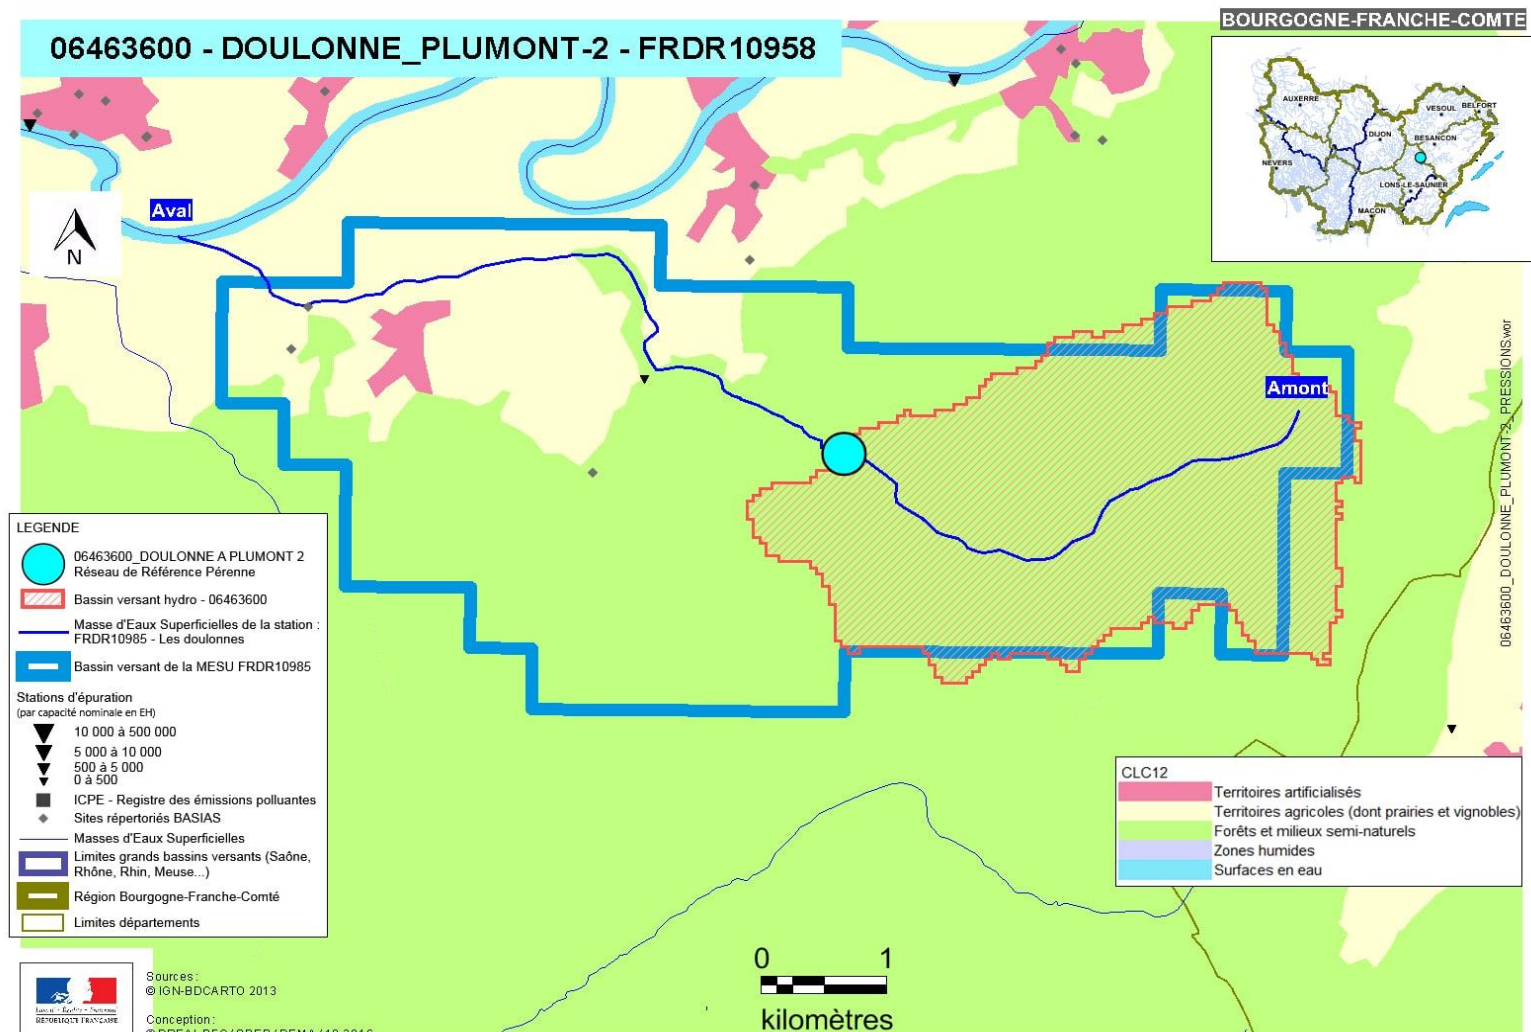 BOURGOGNE-FRANCHE-COMTE
06463600 - DOULONNE_PLUMONT-2 - FRDR10958
AUXERRE
VESOUL
BELFORT
DIJON
BESANCON
NEVERS
LONS-LE-SAUNIER
MACON
Aval
N
Amont
06463600_DOULONNE_PLUMONT-2_PRESSIONS.wor
LEGENDE
06463600_DOULONNE A PLUMONT 2
Réseau de Référence Pérenne
Bassin versant hydro - 06463600
Masse d'Eaux Superficielles de la station :
FRDR10985 - Les doulonnes
Bassin versant de la MESU FRDR10985
Stations d'épuration
(par capacité nominale en EH)
10 000 à 500 000
5 000 à 10 000
500 à 5 000
0 à 500
ICPE - Registre des émissions polluantes
Sites répertoriés BASIAS
Masses d'Eaux Superficielles
Limites grands bassins versants (Saône,
Rhône, Rhin, Meuse...)
Région Bourgogne-Franche-Comté
Limites départements
CLC12
Territoires artificialisés
Territoires agricoles (dont prairies et vignobles)
Forêts et milieux semi-naturels
Zones humides
Surfaces en eau
0 1
kilomètres
RÉPUBLIQUE FRANÇAISE
Sources :
© IGN-BDCARTO 2013
Conception :